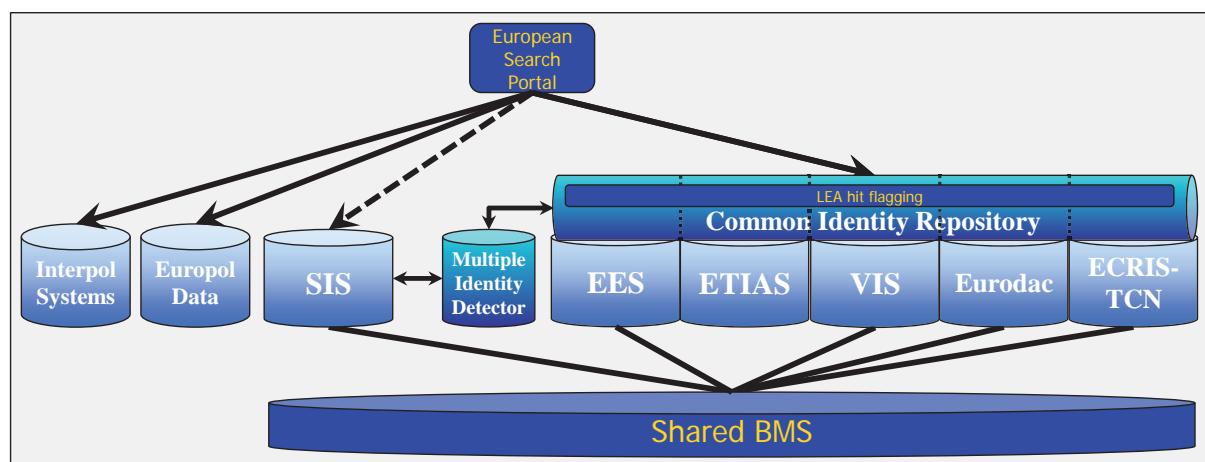 European
Search
Portal
LEA hit flagging
Common Identity Repository
Interpol
Systems
Europol
Data
SIS
Multiple
Identity
Detector
EES
ETIAS
VIS
Eurodac
ECRIS-
TCN
Shared BMS